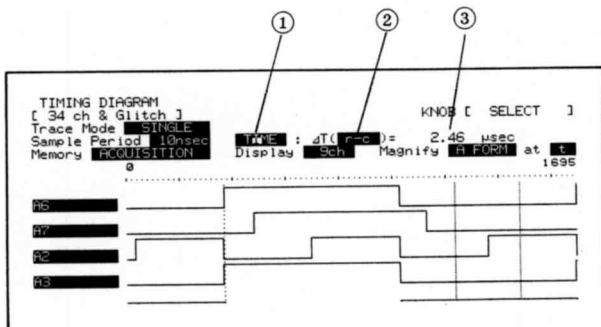 ① ② ③
TIMING DIAGRAM
[ 34 ch & Glitch ] KNOB [ SELECT ]
Trace Mode SINGLE
Sample Period 10nsec TIME : ΔT( r-c )= 2.46 μsec
Memory ACQUISITION Display 9ch Magnify A FORM at t
0 1695
A6
A7
A2
A3